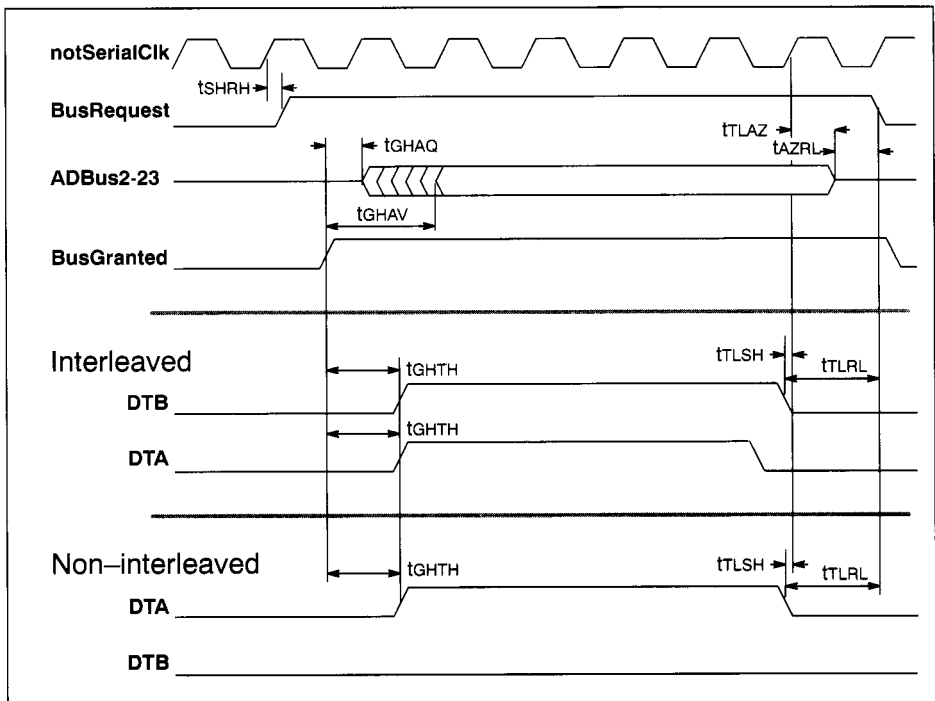 notSerialClk
tSHRH
BusRequest
tTLAZ
tGHAQ
tAZRL
ADBus2-23
tGHAV
BusGranted
Interleaved
tTLSH
tGHTH
tTLRL
DTB
tGHTH
DTA
Non–interleaved
tTLSH
tGHTH
tTLRL
DTA
DTB